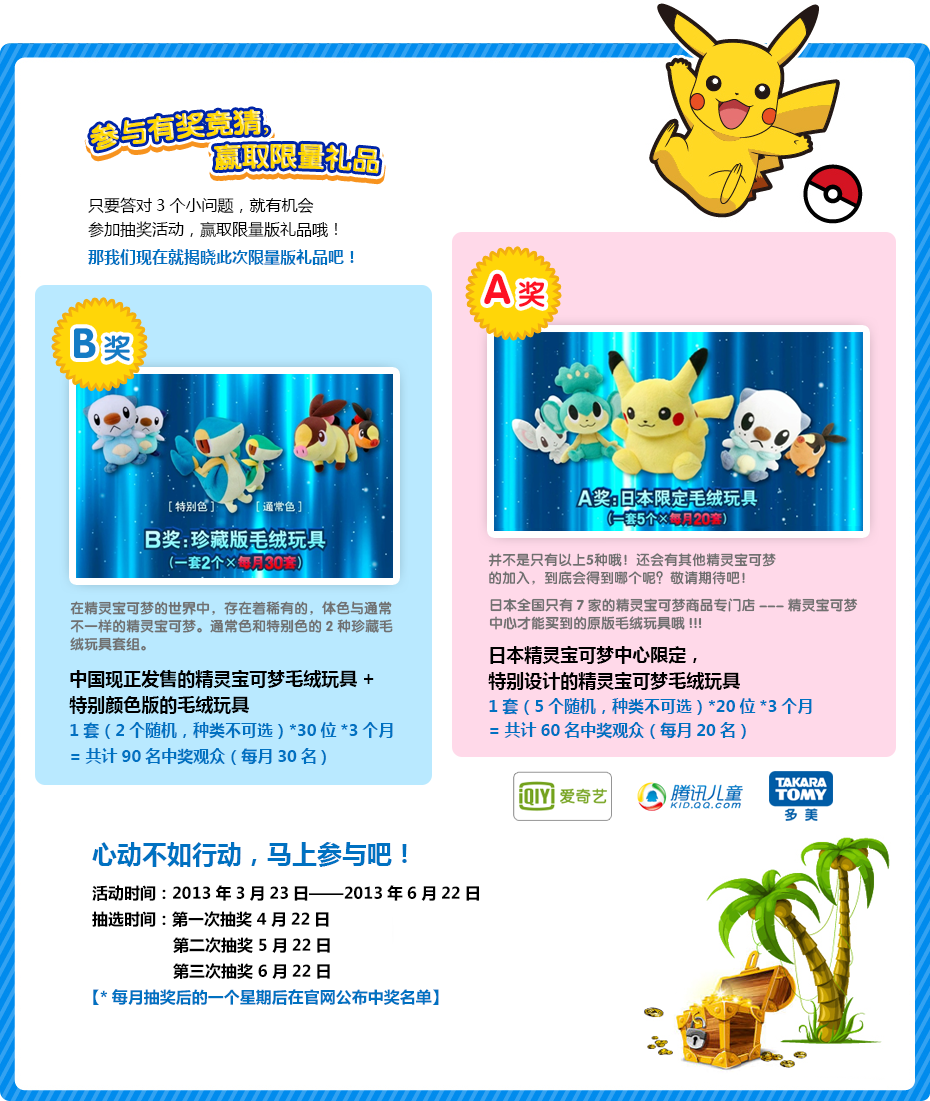 参与有奖竞猜,
赢取限量礼品
只要答对 3 个小问题，就有机会
参加抽奖活动，赢取限量版礼品哦！
那我们现在就揭晓此次限量版礼品吧！
B 奖
[ 特别色 ] [ 通常色 ]
B奖:珍藏版毛绒玩具
(一套2个×每月30套)
在精灵宝可梦的世界中，存在着稀有的，体色与通常
不一样的精灵宝可梦。通常色和特别色的 2 种珍藏毛
绒玩具套组。
中国现正发售的精灵宝可梦毛绒玩具 +
特别颜色版的毛绒玩具
1 套（ 2 个随机，种类不可选）*30 位 *3 个月
= 共计 90 名中奖观众（每月 30 名）
A 奖
A奖:日本限定毛绒玩具
(一套5个×每月20套)
并不是只有以上5种哦！还会有其他精灵宝可梦
的加入，到底会得到哪个呢？敬请期待吧！
日本全国只有 7 家的精灵宝可梦商品专门店 --- 精灵宝可梦
中心才能买到的原版毛绒玩具哦 !!!
日本精灵宝可梦中心限定，
特别设计的精灵宝可梦毛绒玩具
1 套（ 5 个随机，种类不可选）*20 位 *3 个月
= 共计 60 名中奖观众（每月 20 名）
iQIYI 爱奇艺
腾讯儿童
KID.QQ.COM
TAKARA
TOMY
多美
心动不如行动，马上参与吧！
活动时间：2013 年 3 月 23 日——2013 年 6 月 22 日
抽选时间：第一次抽奖 4 月 22 日
第二次抽奖 5 月 22 日
第三次抽奖 6 月 22 日
【* 每月抽奖后的一个星期后在官网公布中奖名单】